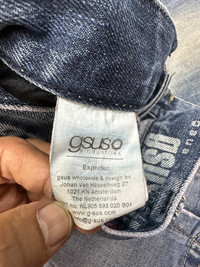 gsus
industries
Exporter:
gsus wholesale & design bv
Johan van Hasseltweg 27
1021 KN Amsterdam
The Netherlands
no: NL805 593 020 B01
www.g-sus.com